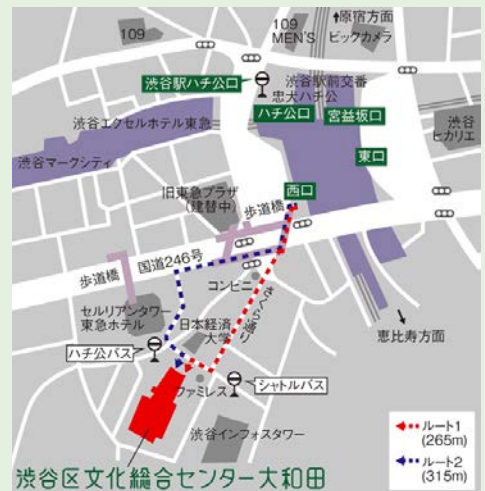 109
MEN'S
↑原宿方面
ビックカメラ
109
渋谷駅ハチ公口
渋谷駅前交番
忠犬ハチ公
ハチ公口
宮益坂口
渋谷エクセルホテル東急
渋谷
ヒカリエ
渋谷マークシティ
東口
旧東急プラザ
(建替中)
西口
歩道橋
国道246号
歩道橋
コンビニ
さくら通り
セルリアンタワー
東急ホテル
日本経済
大学
恵比寿方面
ハチ公バス
ファミレス
シャトルバス
渋谷インフォスタワー
ルート1
(265m)
ルート2
(315m)
渋谷区文化総合センター大和田